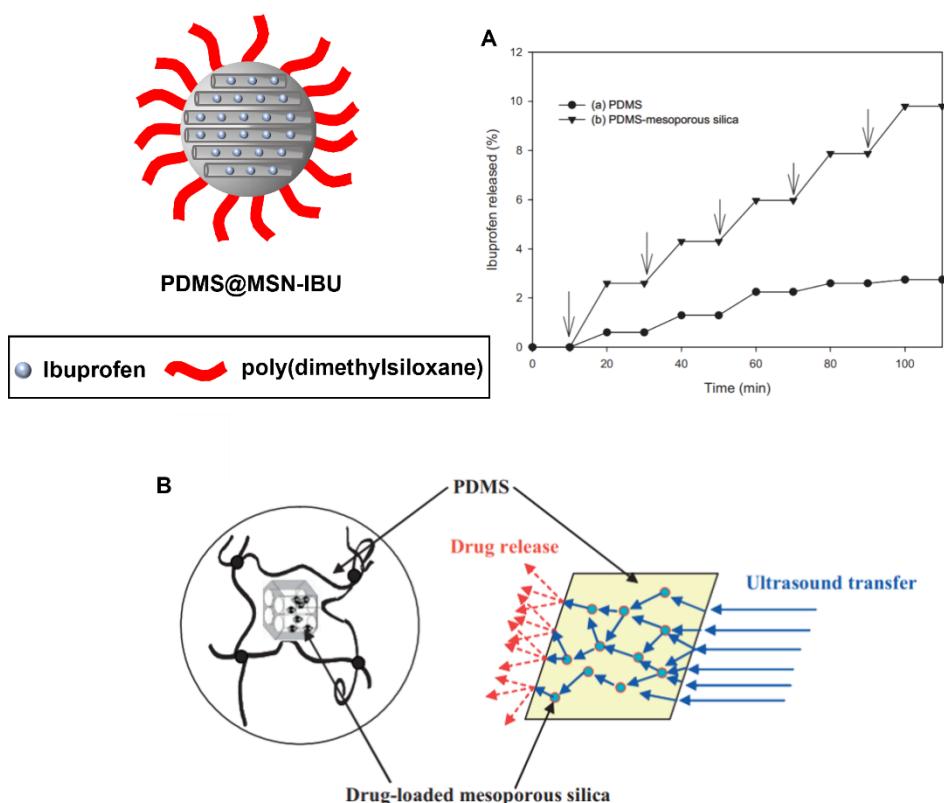 PDMS@MSN-IBU
Ibuprofen
poly(dimethylsiloxane)
A
Ibuprofen released (%)
12
10
8
6
4
2
0
(a) PDMS
(b) PDMS-mesoporous silica
0 20 40 60 80 100
Time (min)
B
PDMS
Drug release
Ultrasound transfer
Drug-loaded mesoporous silica